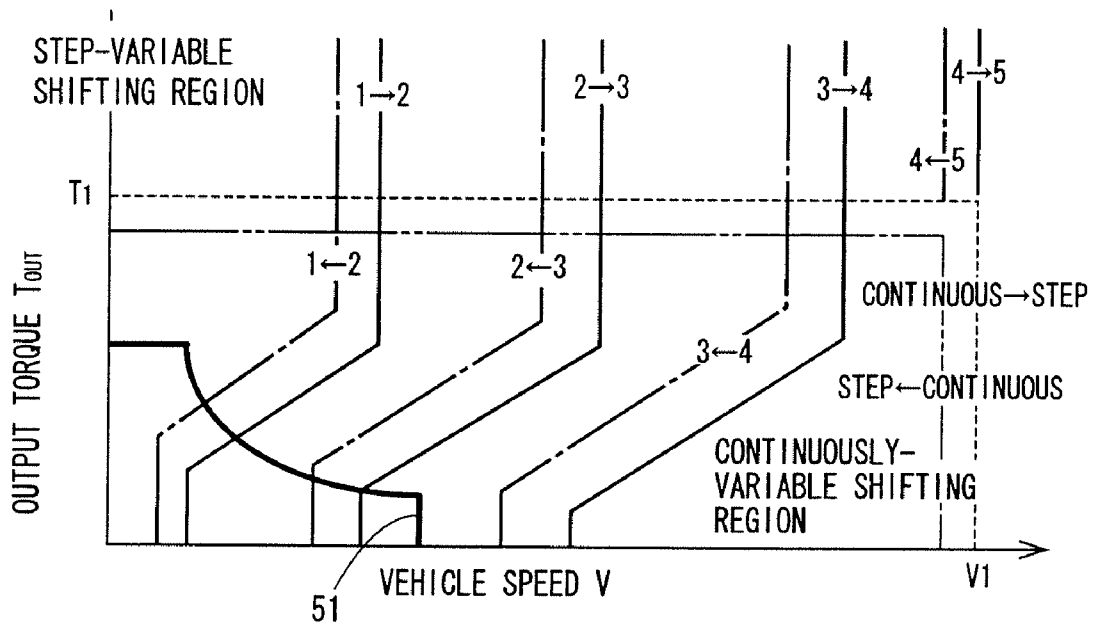 STEP-VARIABLE
SHIFTING REGION
1→2
2→3
3→4
4→5
4←5
T1
1←2
2←3
CONTINUOUS→STEP
3←4
STEP←CONTINUOUS
CONTINUOUSLY-
VARIABLE SHIFTING
REGION
OUTPUT TORQUE TOUT
VEHICLE SPEED V
V1
51